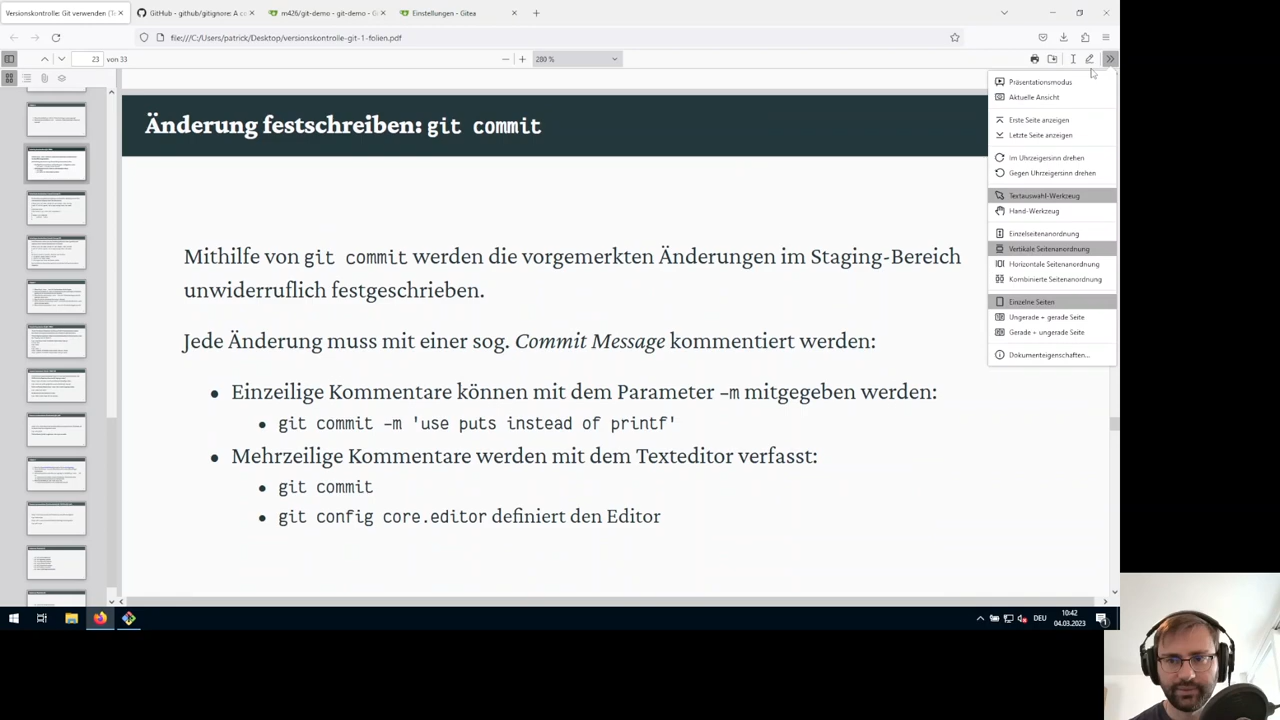 Versionskontrolle: Git verwenden (T
GitHub - github/gitignore: A c
m426/git-demo - git-demo - G
Einstellungen - Gitea
file:///C:/Users/patrick/Desktop/versionskontrolle-git-1-folien.pdf
23 von 33
280 %
Präsentationsmodus
Aktuelle Ansicht
Erste Seite anzeigen
Letzte Seite anzeigen
Im Uhrzeigersinn drehen
Gegen Uhrzeigersinn drehen
Textauswahl-Werkzeug
Hand-Werkzeug
Einzelseitenanordnung
Vertikale Seitenanordnung
Horizontale Seitenanordnung
Kombinierte Seitenanordnung
Einzelne Seiten
Ungerade + gerade Seite
Gerade + ungerade Seite
Dokumenteigenschaften...
Änderung festschreiben: git commit
Mithilfe von git commit werden die vorgemerkten Änderungen im Staging-Bereich
unwiderruflich festgeschrieben.
Jede Änderung muss mit einer sog. Commit Message kommentiert werden:
• Einzeilige Kommentare können mit dem Parameter -m mitgegeben werden:
• git commit -m 'use puts instead of printf'
• Mehrzeilige Kommentare werden mit dem Texteditor verfasst:
• git commit
• git config core.editor definiert den Editor
DEU
10:42
04.03.2023